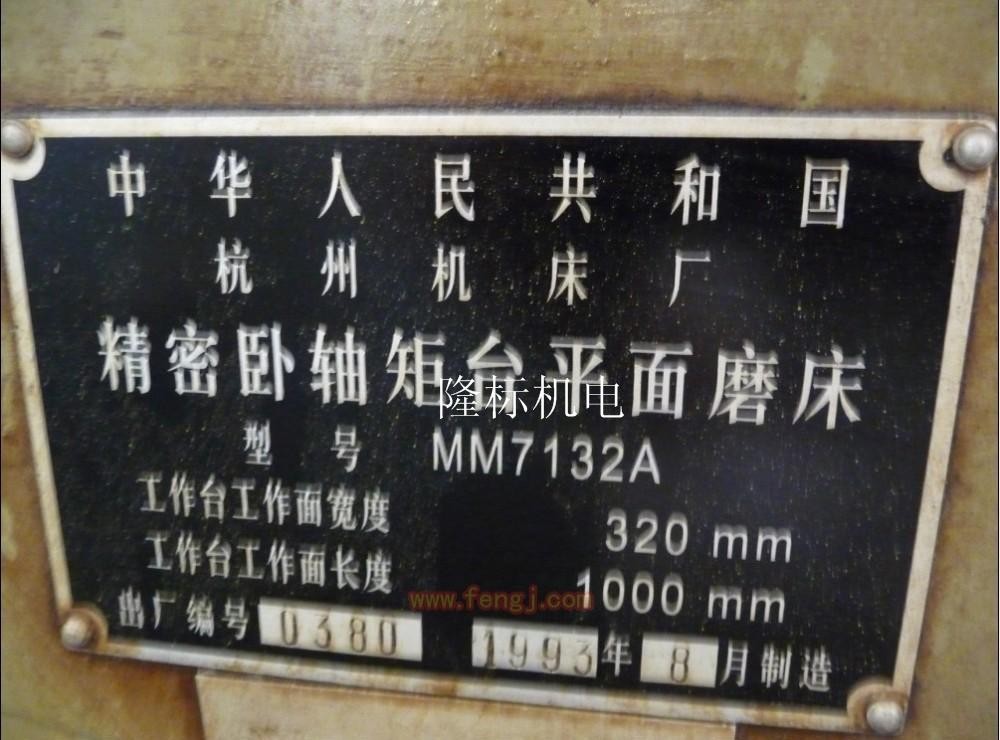 中华人民共和国
杭州机床厂
精密卧轴矩台平面磨床
隆标机电
型号 MM7132A
工作台工作面宽度 320 mm
工作台工作面长度 1000 mm
www.fengj.com
出厂编号 0380 1993年 8 月制造